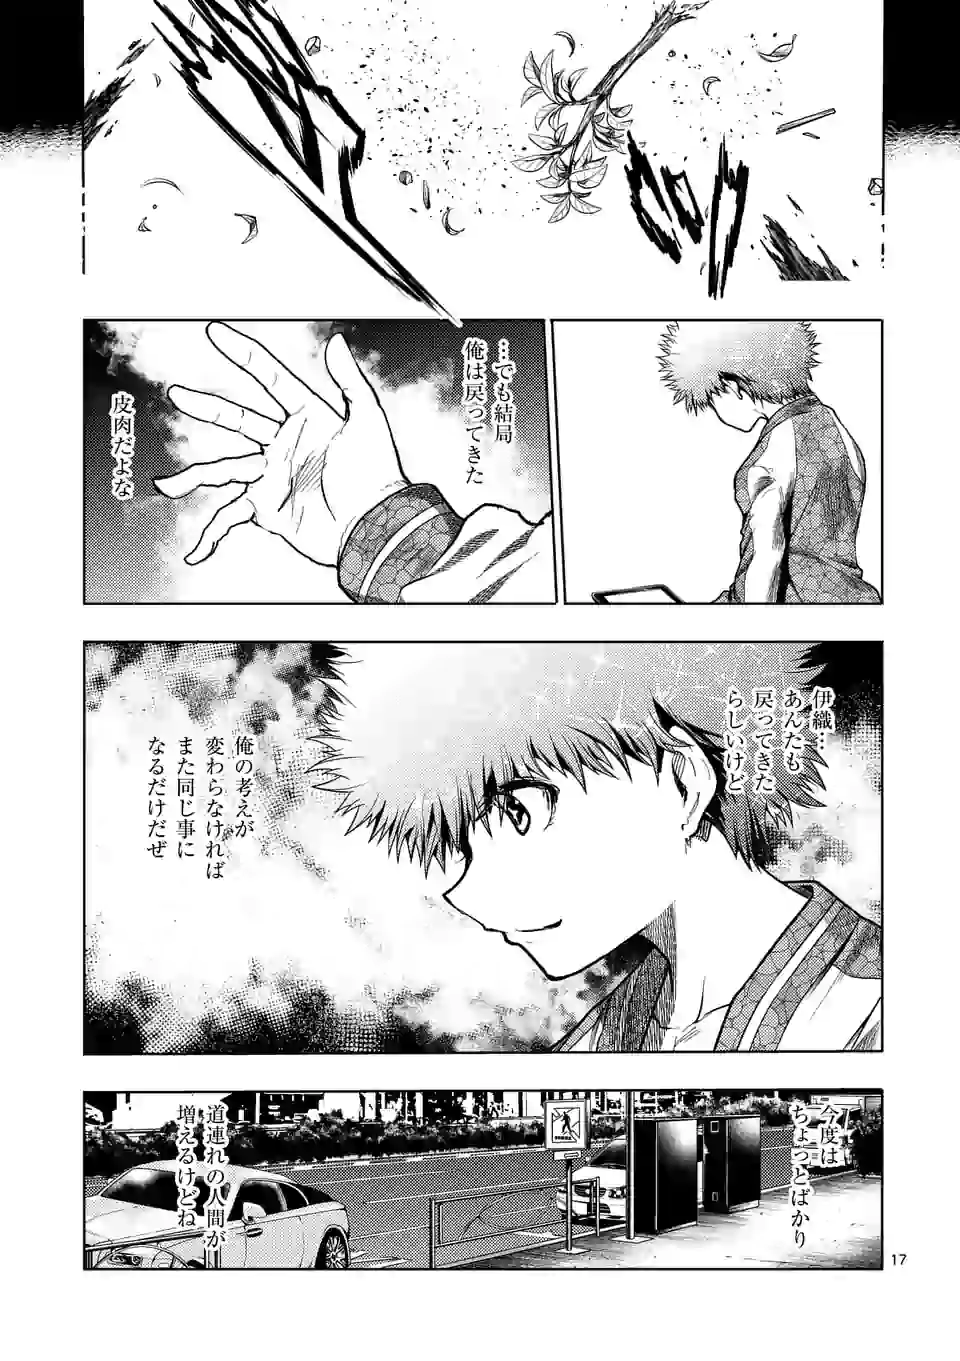 …でも結局
俺は戻ってきた
皮肉だよな
伊織…
あんたも
戻ってきた
らしいけど
俺の考えが
変わらなければ
また同じ事に
なるだけだぜ
今度は
ちょっとばかり
道連れの人間が
増えるけどね
17